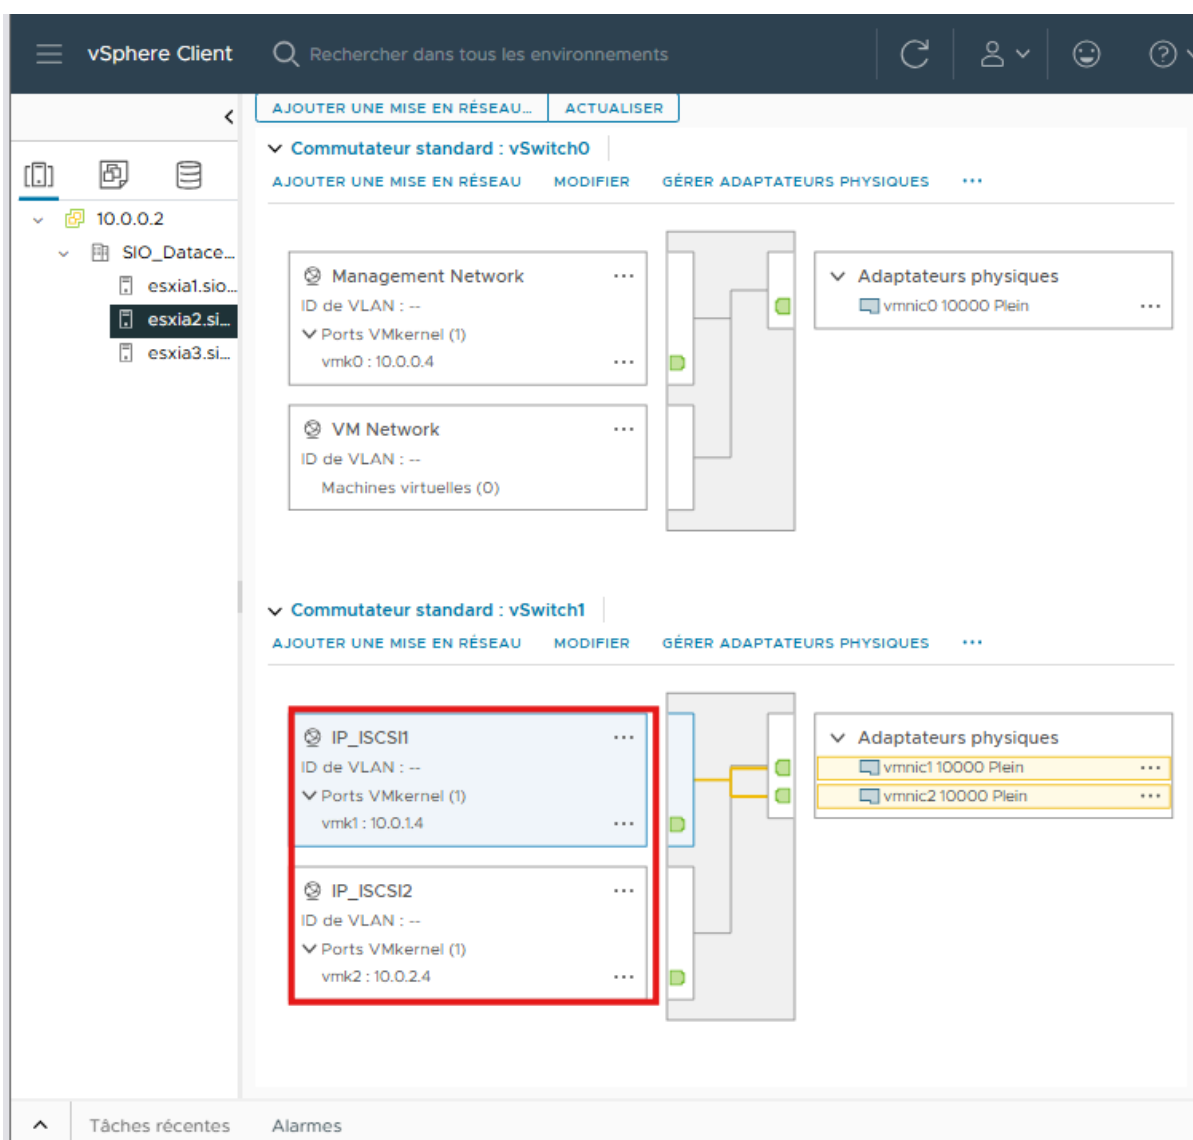 vSphere Client
Rechercher dans tous les environnements
AJOUTER UNE MISE EN RÉSEAU... ACTUALISER
10.0.0.2
SIO_Datace...
esxia1.sio...
esxia2.si...
esxia3.si...
Commutateur standard : vSwitch0
AJOUTER UNE MISE EN RÉSEAU MODIFIER GÉRER ADAPTATEURS PHYSIQUES ...
Management Network ...
ID de VLAN : --
Ports VMkernel (1)
vmk0 : 10.0.0.4 ...
VM Network ...
ID de VLAN : --
Machines virtuelles (0)
Adaptateurs physiques
vmnic0 10000 Plein ...
Commutateur standard : vSwitch1
AJOUTER UNE MISE EN RÉSEAU MODIFIER GÉRER ADAPTATEURS PHYSIQUES ...
IP_ISCSI1 ...
ID de VLAN : --
Ports VMkernel (1)
vmk1 : 10.0.1.4 ...
IP_ISCSI2 ...
ID de VLAN : --
Ports VMkernel (1)
vmk2 : 10.0.2.4 ...
Adaptateurs physiques
vmnic1 10000 Plein ...
vmnic2 10000 Plein ...
Tâches récentes Alarmes